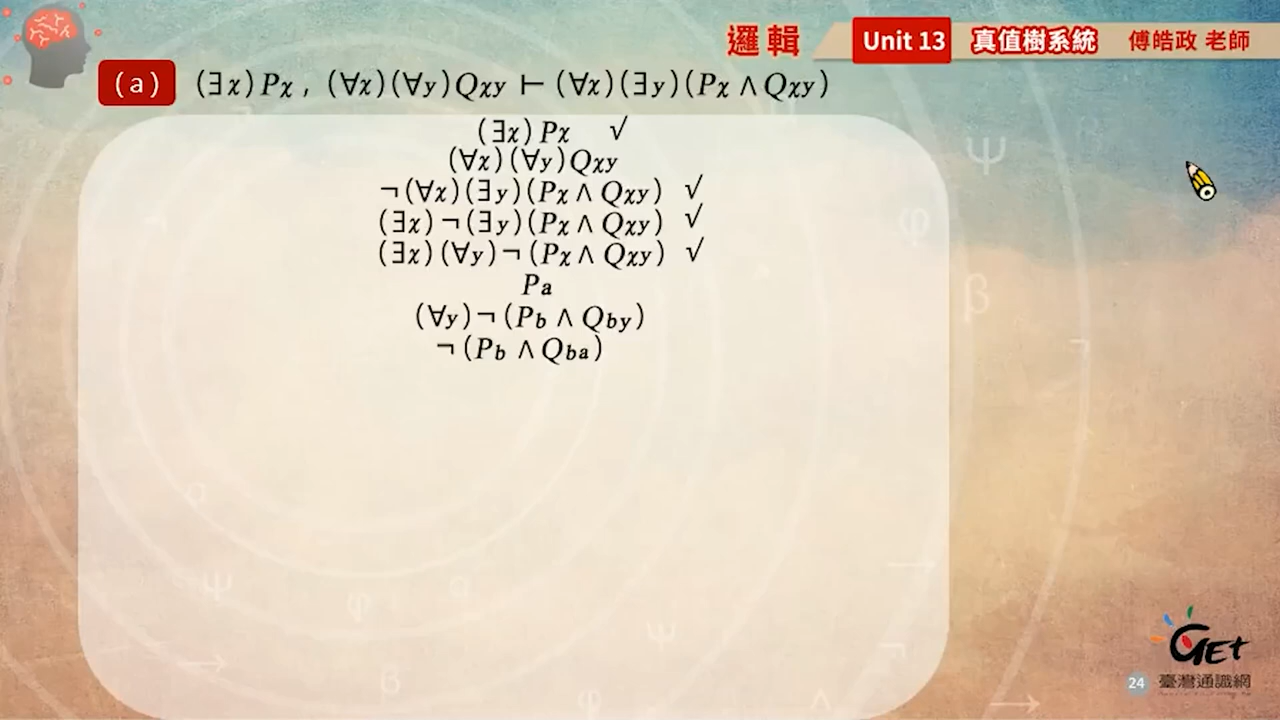 邏輯 Unit 13 真值樹系統 傅皓政 老師
(a) (∃x)Px , (∀x)(∀y)Qxy ⊢ (∀x)(∃y)(Px ∧ Qxy)
(∃x)Px √
(∀x)(∀y)Qxy
¬(∀x)(∃y)(Px ∧ Qxy) √
(∃x)¬(∃y)(Px ∧ Qxy) √
(∃x)(∀y)¬(Px ∧ Qxy) √
Pa
(∀y)¬(Pb ∧ Qby)
¬(Pb ∧ Qba)
GET
24 臺灣通識網